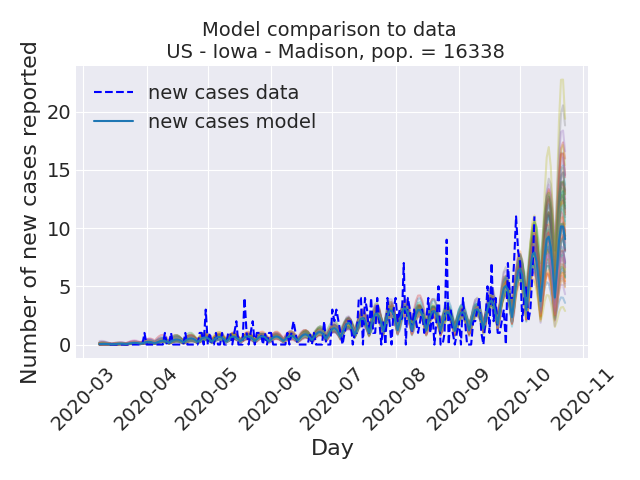 Model comparison to data
US - Iowa - Madison, pop. = 16338
Number of new cases reported
20
15
10
5
0
new cases data
new cases model
2020-03
2020-04
2020-05
2020-06
2020-07
2020-08
2020-09
2020-10
2020-11
Day